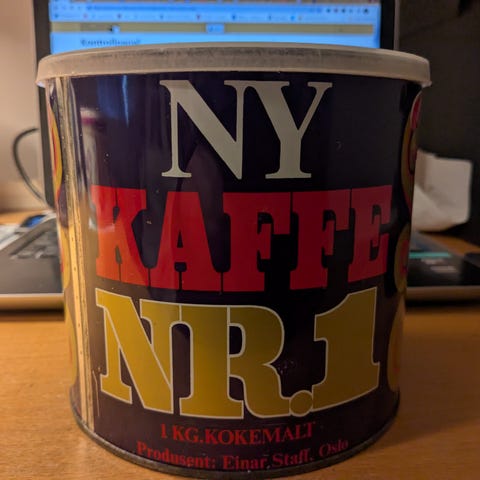 NY
KAFFE
NR.1
1 KG.KOKEMALT
Produsent: Einar Staff, Oslo